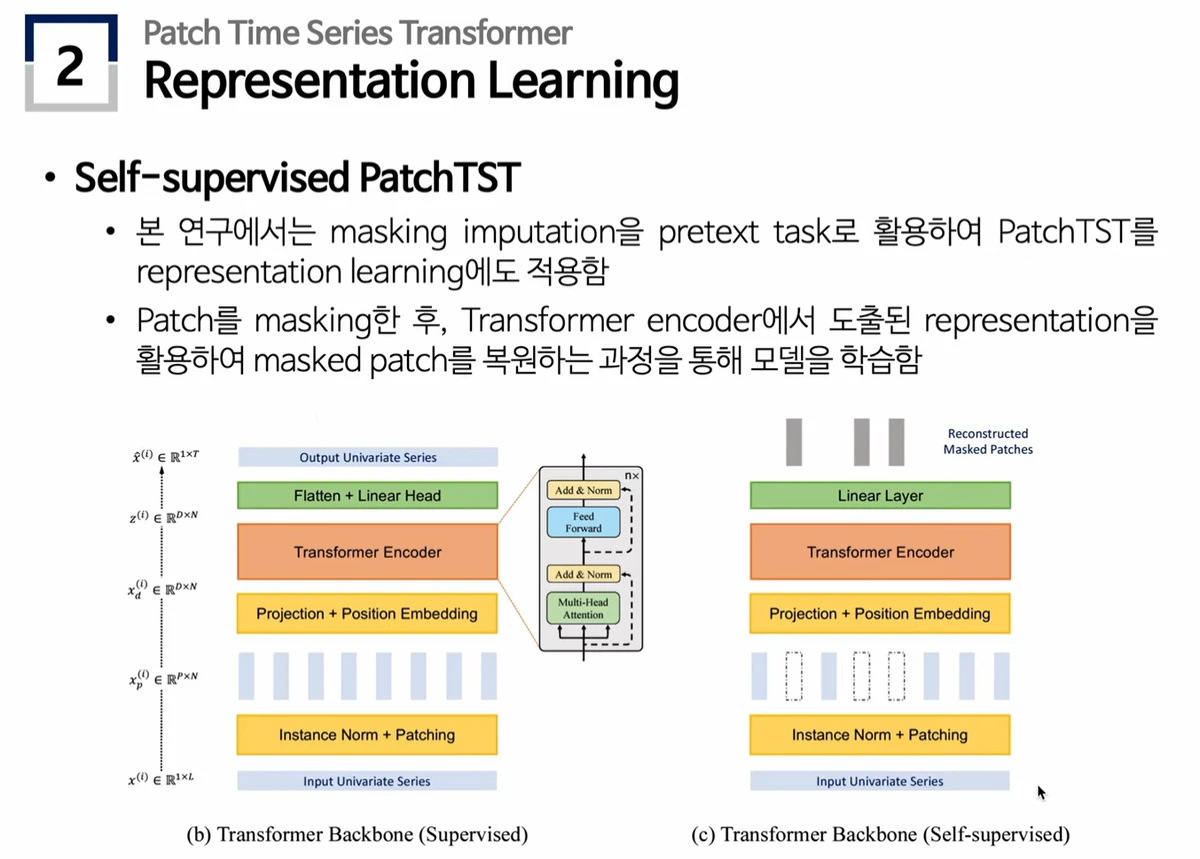 2
Patch Time Series Transformer
Representation Learning
• Self-supervised PatchTST
• 본 연구에서는 masking imputation을 pretext task로 활용하여 PatchTST를
representation learning에도 적용함
• Patch를 masking한 후, Transformer encoder에서 도출된 representation을
활용하여 masked patch를 복원하는 과정을 통해 모델을 학습함
x̂⁽ⁱ⁾ ∈ ℝ¹ˣᵀ
z⁽ⁱ⁾ ∈ ℝᴰˣᴺ
x_d⁽ⁱ⁾ ∈ ℝᴰˣᴺ
x_p⁽ⁱ⁾ ∈ ℝᴾˣᴺ
x⁽ⁱ⁾ ∈ ℝ¹ˣᴸ
Output Univariate Series
Flatten + Linear Head
Transformer Encoder
Projection + Position Embedding
Instance Norm + Patching
Input Univariate Series
n×
Add & Norm
Feed
Forward
Add & Norm
Multi-Head
Attention
Reconstructed
Masked Patches
Linear Layer
Transformer Encoder
Projection + Position Embedding
Instance Norm + Patching
Input Univariate Series
(b) Transformer Backbone (Supervised)
(c) Transformer Backbone (Self-supervised)